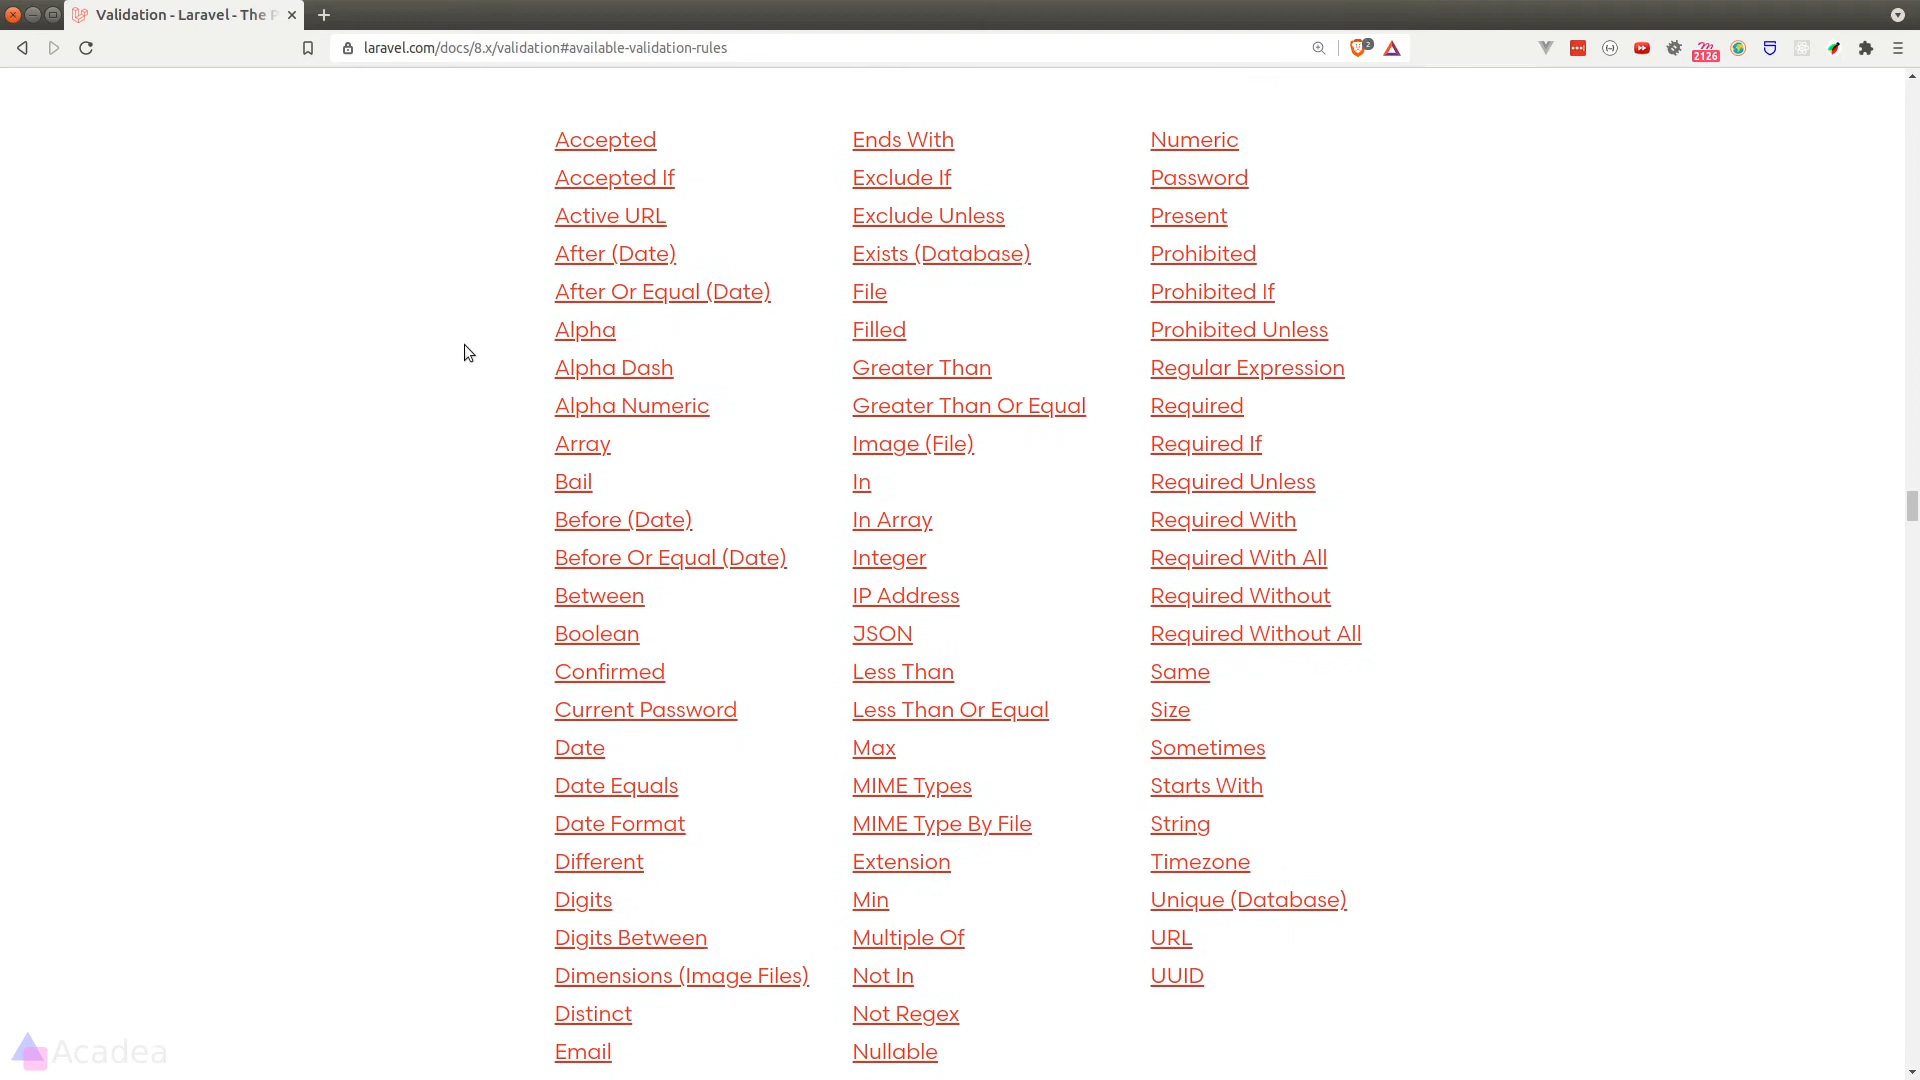 Validation - Laravel - The P
laravel.com/docs/8.x/validation#available-validation-rules
2
2126
Accepted
Accepted If
Active URL
After (Date)
After Or Equal (Date)
Alpha
Alpha Dash
Alpha Numeric
Array
Bail
Before (Date)
Before Or Equal (Date)
Between
Boolean
Confirmed
Current Password
Date
Date Equals
Date Format
Different
Digits
Digits Between
Dimensions (Image Files)
Distinct
Email
Ends With
Exclude If
Exclude Unless
Exists (Database)
File
Filled
Greater Than
Greater Than Or Equal
Image (File)
In
In Array
Integer
IP Address
JSON
Less Than
Less Than Or Equal
Max
MIME Types
MIME Type By File
Extension
Min
Multiple Of
Not In
Not Regex
Nullable
Numeric
Password
Present
Prohibited
Prohibited If
Prohibited Unless
Regular Expression
Required
Required If
Required Unless
Required With
Required With All
Required Without
Required Without All
Same
Size
Sometimes
Starts With
String
Timezone
Unique (Database)
URL
UUID
Acadea